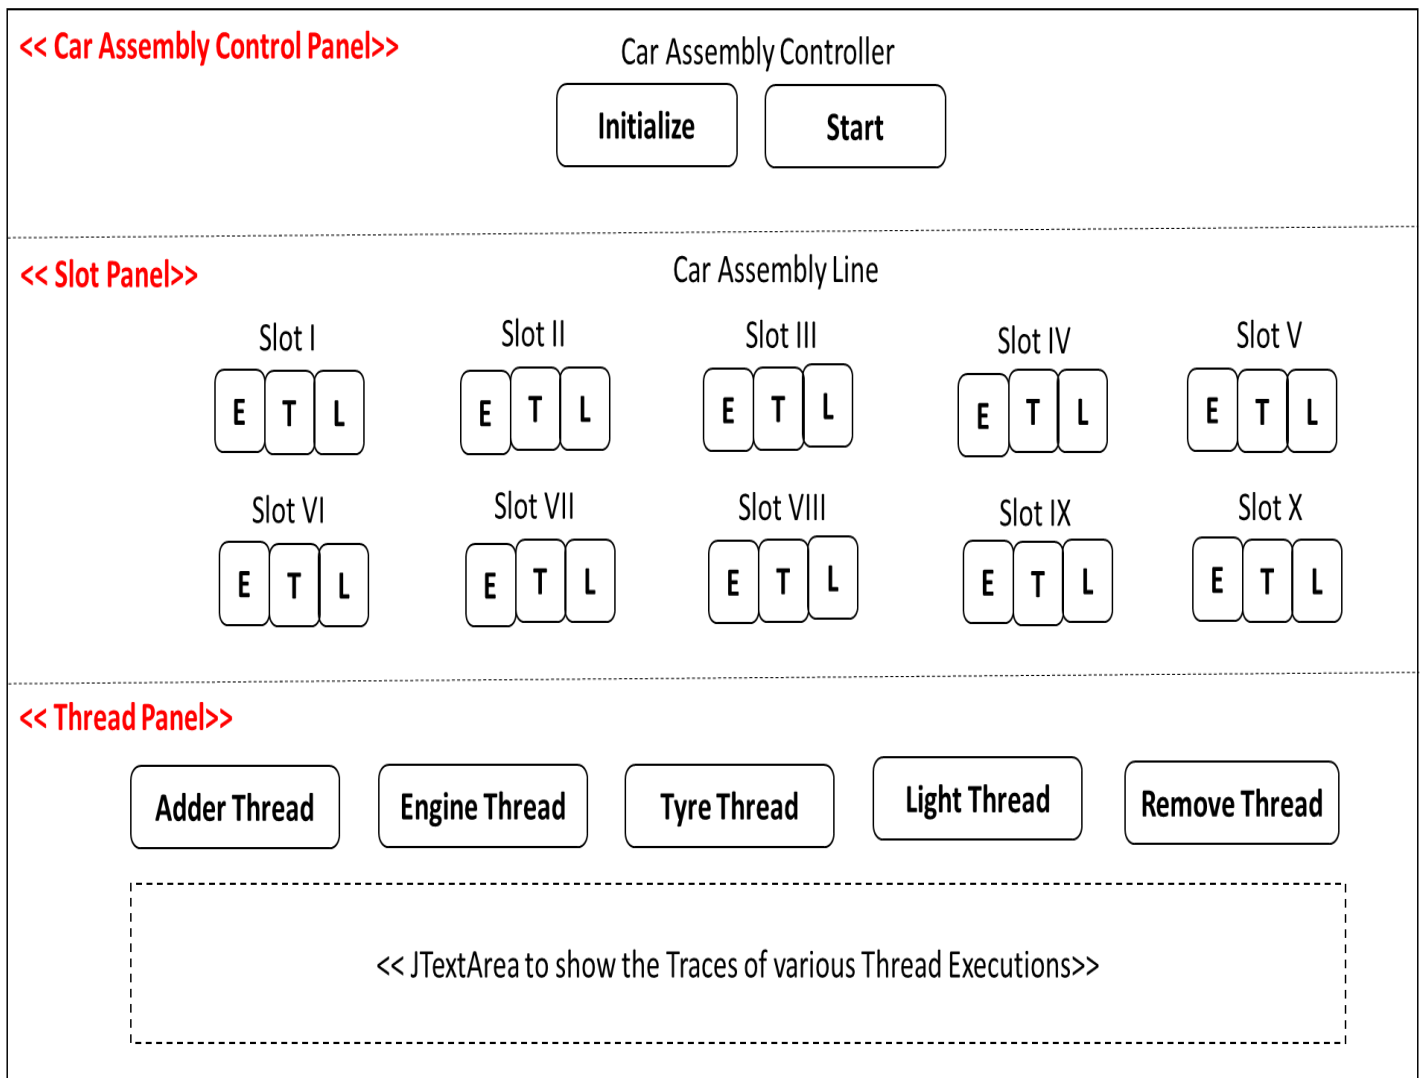 << Car Assembly Control Panel>>
Car Assembly Controller
Initialize Start
<< Slot Panel>>
Car Assembly Line
Slot I Slot II Slot III Slot IV Slot V
E T L E T L E T L E T L E T L
Slot VI Slot VII Slot VIII Slot IX Slot X
E T L E T L E T L E T L E T L
<< Thread Panel>>
Adder Thread Engine Thread Tyre Thread Light Thread Remove Thread
<< JTextArea to show the Traces of various Thread Executions>>